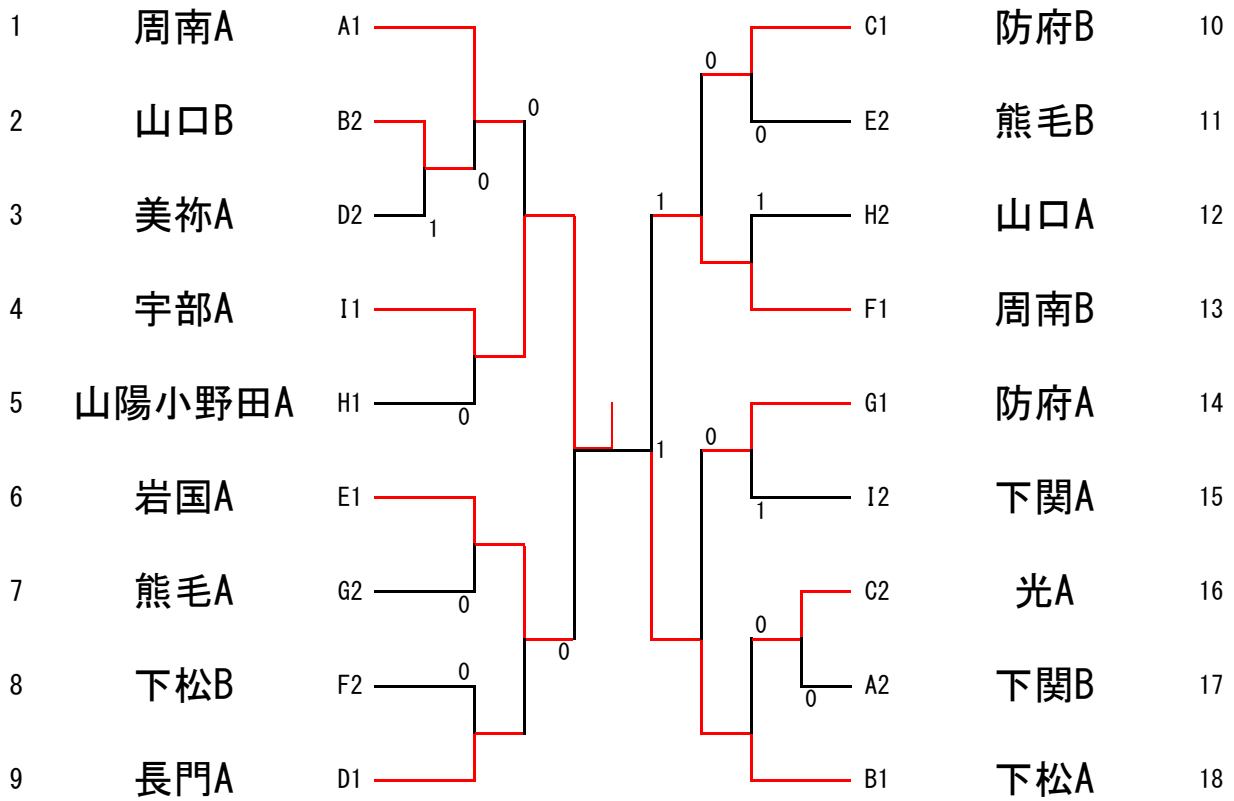 1 周南A A1 C1 防府B 10
0
0
2 山口B B2 E2 熊毛B 11
0
0
3 美祢A D2 1 1 H2 山口A 12
1
4 宇部A I1 F1 周南B 13
5 山陽小野田A H1 G1 防府A 14
0
0
1
6 岩国A E1 I2 下関A 15
1
7 熊毛A G2 C2 光A 16
0
0
0
8 下松B F2 0 A2 下関B 17
0
9 長門A D1 B1 下松A 18